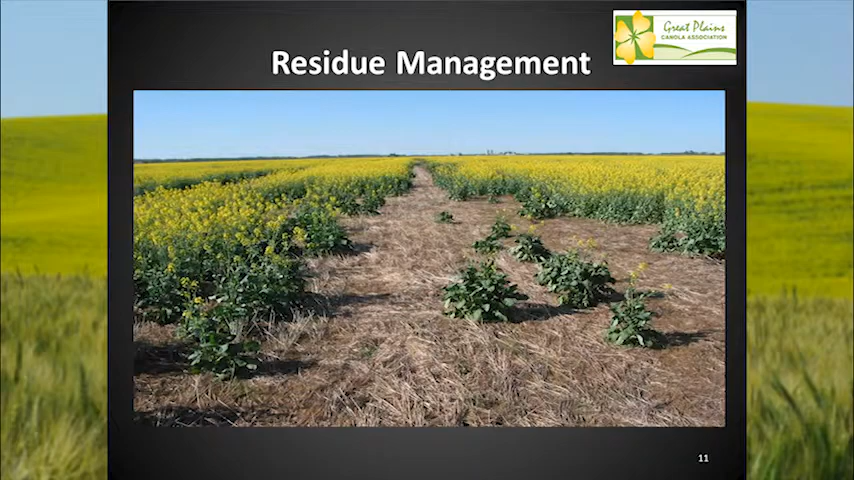 Great Plains
CANOLA ASSOCIATION
Residue Management
11